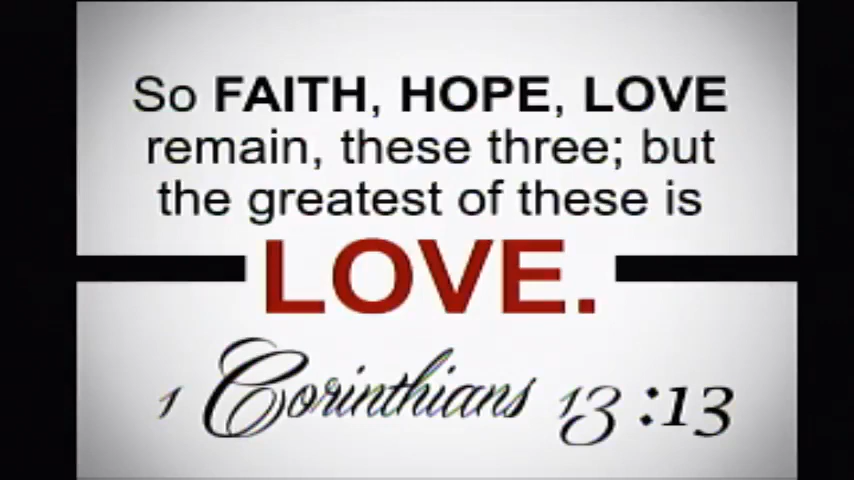 So FAITH, HOPE, LOVE
remain, these three; but
the greatest of these is
LOVE.
1 Corinthians 13:13